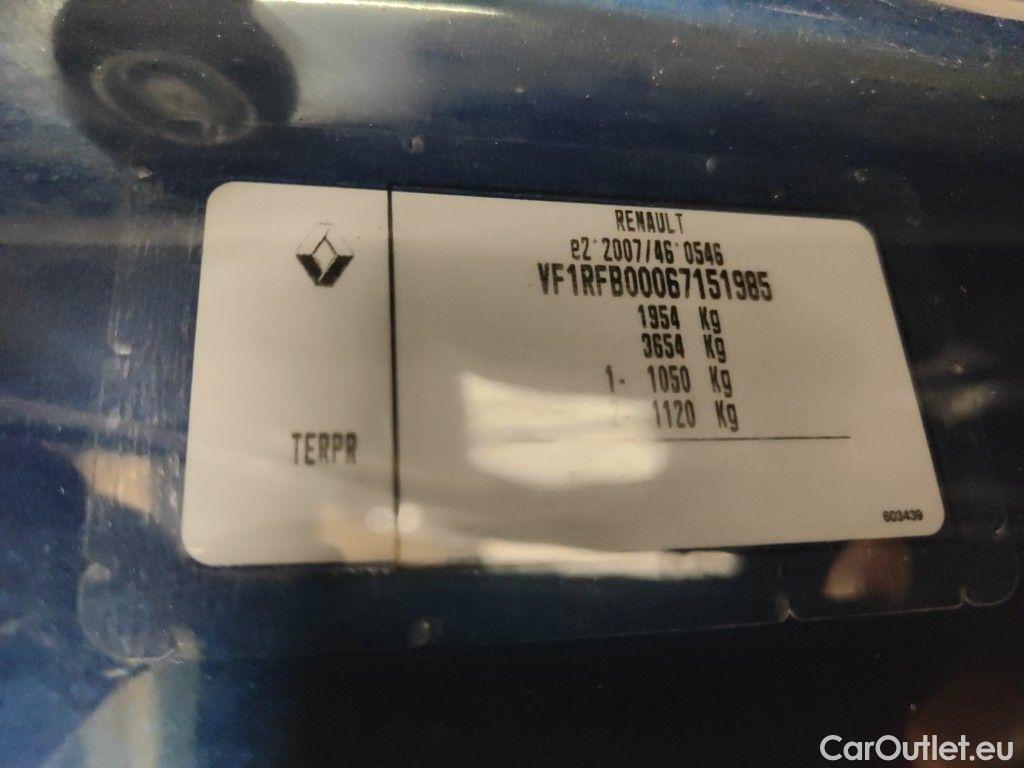 RENAULT
e2*2007/46*0546
VF1RFB00067151985
1954 Kg
3654 Kg
1- 1050 Kg
2- 1120 Kg
TERPR
603439
CarOutlet.eu